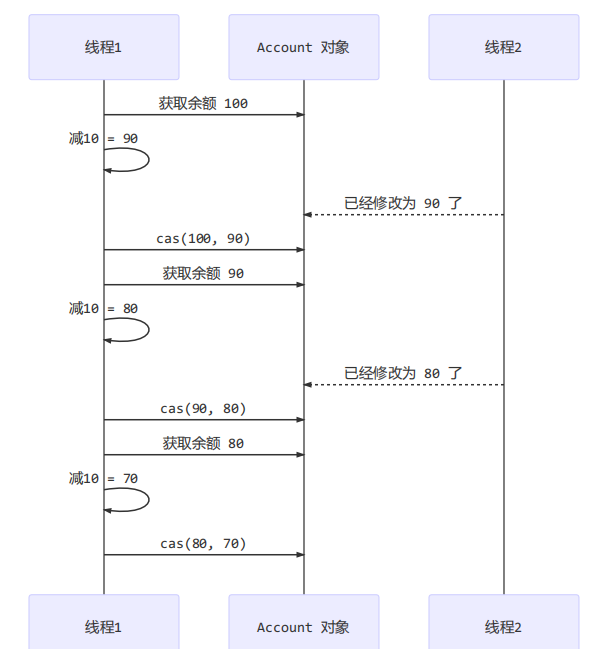 线程1
Account 对象
线程2
获取余额 100
减10 = 90
已经修改为 90 了
cas(100, 90)
获取余额 90
减10 = 80
已经修改为 80 了
cas(90, 80)
获取余额 80
减10 = 70
cas(80, 70)
线程1
Account 对象
线程2